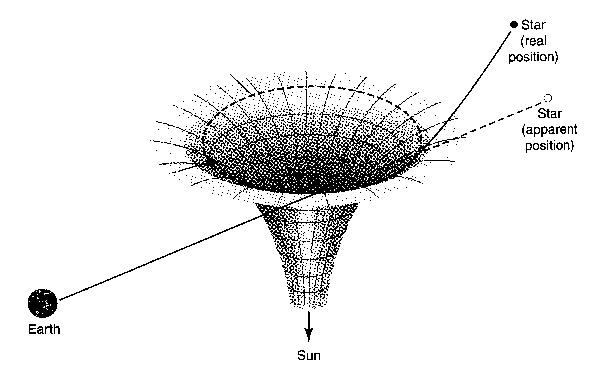 Star
(real
position)
Star
(apparent
position)
Earth
Sun